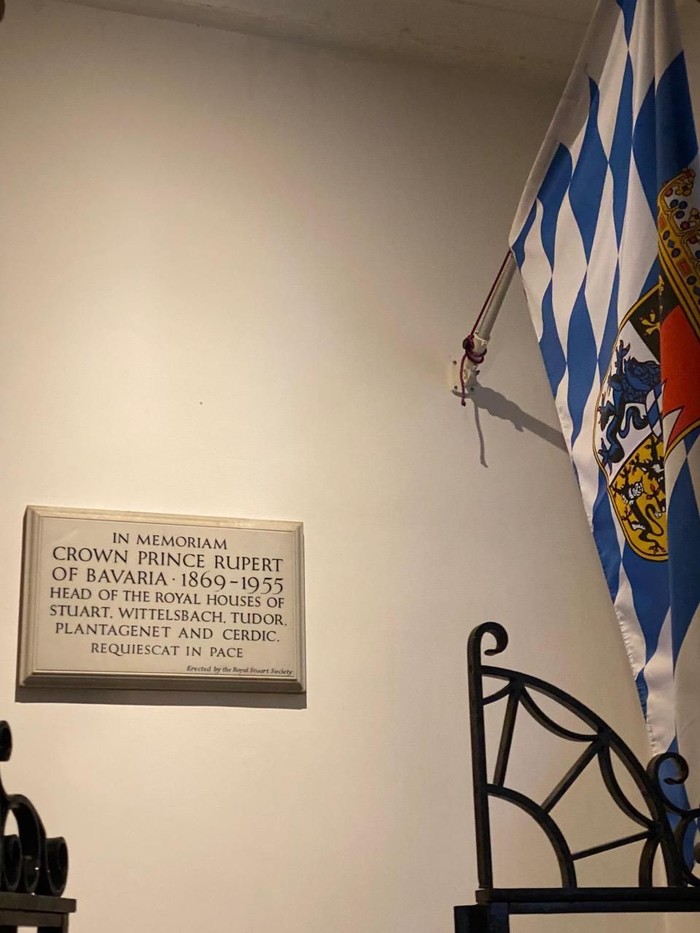 IN MEMORIAM
CROWN PRINCE RUPERT
OF BAVARIA · 1869-1955
HEAD OF THE ROYAL HOUSES OF
STUART, WITTELSBACH, TUDOR,
PLANTAGENET AND CERDIC.
REQUIESCAT IN PACE
Erected by the Royal Stuart Society